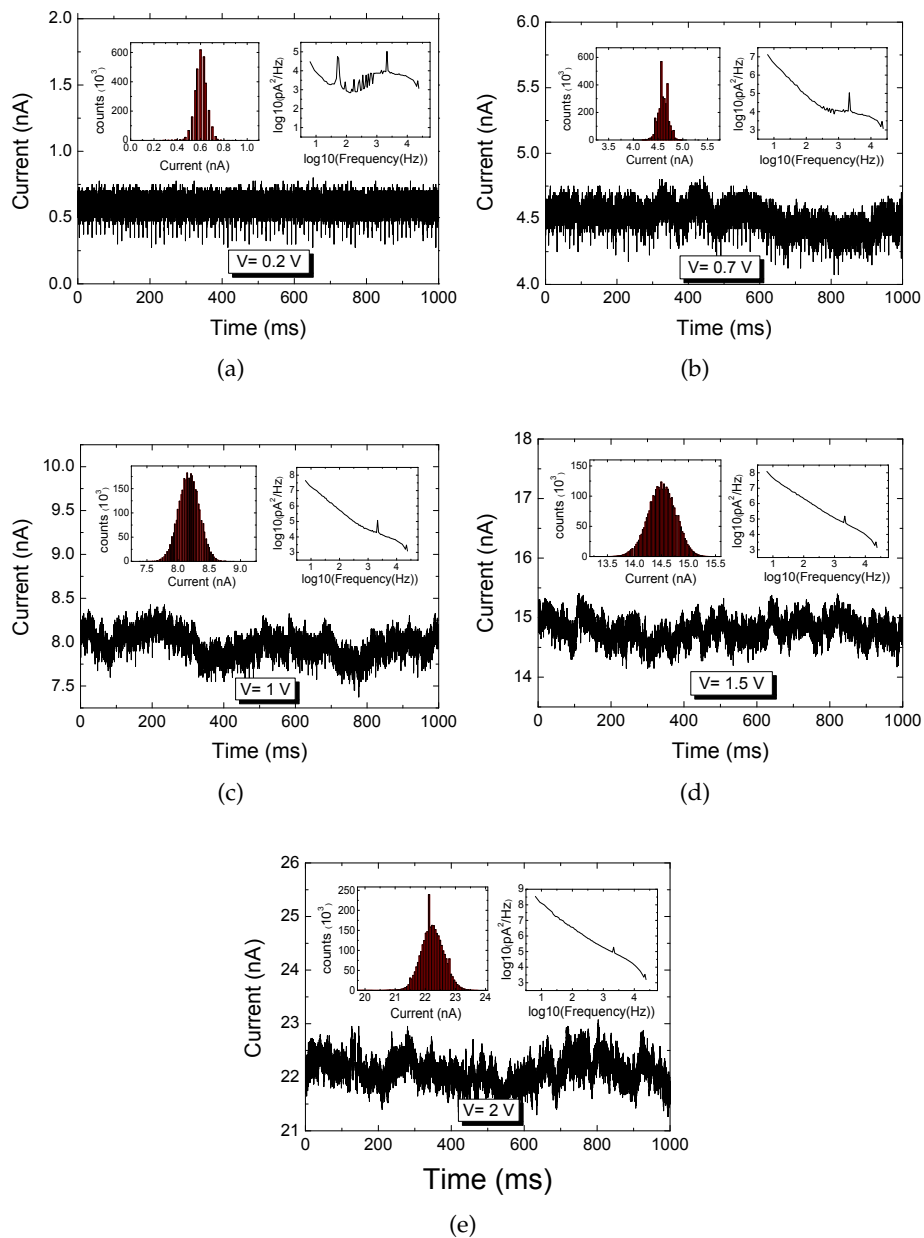 2.0
1.5
1.0
0.5
0.0
Current (nA)
0 200 400 600 800 1000
Time (ms)
600
400
200
0
counts (10³)
0.0 0.2 0.4 0.6 0.8 1.0
Current (nA)
5
4
3
2
1
log10(pA²/Hz)
1 2 3 4
log10(Frequency(Hz))
V= 0.2 V
(a)
6.0
5.5
5.0
4.5
4.0
Current (nA)
0 200 400 600 800 1000
Time (ms)
800
600
400
200
0
counts (10³)
3.5 4.0 4.5 5.0 5.5
Current (nA)
7
6
5
4
3
log10(pA²/Hz)
1 2 3 4
log10(Frequency(Hz))
V= 0.7 V
(b)
10.0
9.5
9.0
8.5
8.0
7.5
Current (nA)
0 200 400 600 800 1000
Time (ms)
150
100
50
0
counts (10³)
7.5 8.0 8.5 9.0
Current (nA)
8
7
6
5
4
3
log10(pA²/Hz)
1 2 3 4
log10(Frequency(Hz))
V= 1 V
(c)
18
17
16
15
14
Current (nA)
0 200 400 600 800 1000
Time (ms)
150
100
50
0
counts (10³)
13.5 14.0 14.5 15.0 15.5
Current (nA)
8
7
6
5
4
3
log10(pA²/Hz)
1 2 3 4
log10(Frequency(Hz))
V= 1.5 V
(d)
26
25
24
23
22
21
Current (nA)
0 200 400 600 800 1000
Time (ms)
250
200
150
100
50
0
counts (10³)
20 21 22 23 24
Current (nA)
9
8
7
6
5
4
3
log10(pA²/Hz)
1 2 3 4
log10(Frequency(Hz))
V= 2 V
(e)